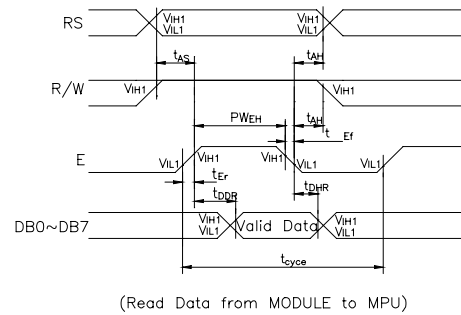 RS VIH1 VIL1 VIH1 VIL1
tAS tAH
R/W VIH1 VIH1
PWEH tAH
t Ef
E VIL1 VIH1 VIH1 VIL1 VIL1
tEr
tDDR tDHR
DB0~DB7 VIH1 VIL1 Valid Data VIH1 VIL1
tcyce
(Read Data from MODULE to MPU)